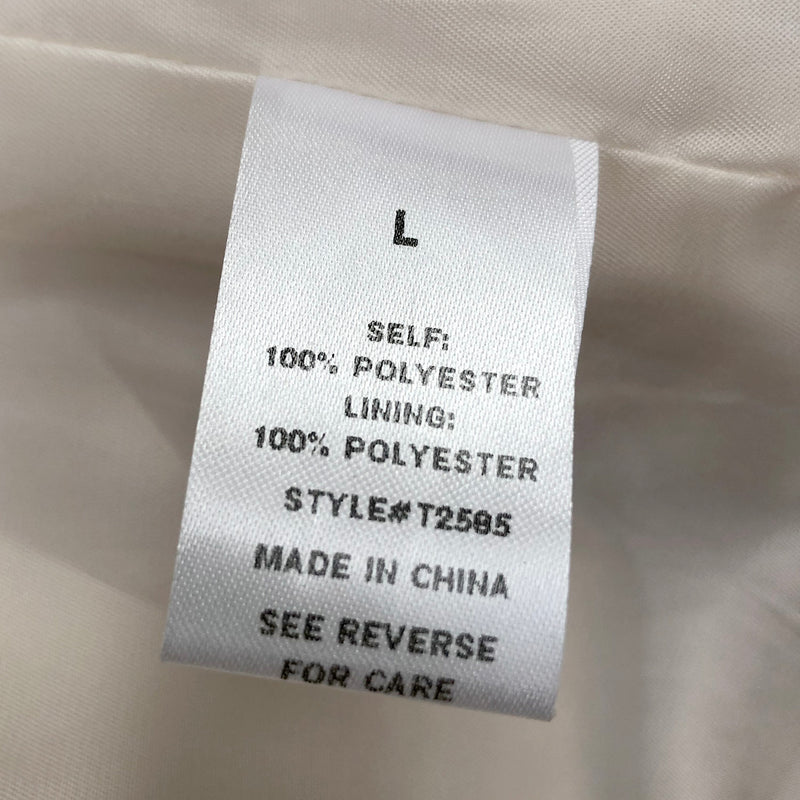 L
SELF:
100% POLYESTER
LINING:
100% POLYESTER
STYLE#T2585
MADE IN CHINA
SEE REVERSE
FOR CARE